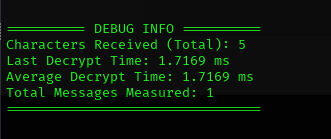 ========== DEBUG INFO ==========
Characters Received (Total): 5
Last Decrypt Time: 1.7169 ms
Average Decrypt Time: 1.7169 ms
Total Messages Measured: 1
================================